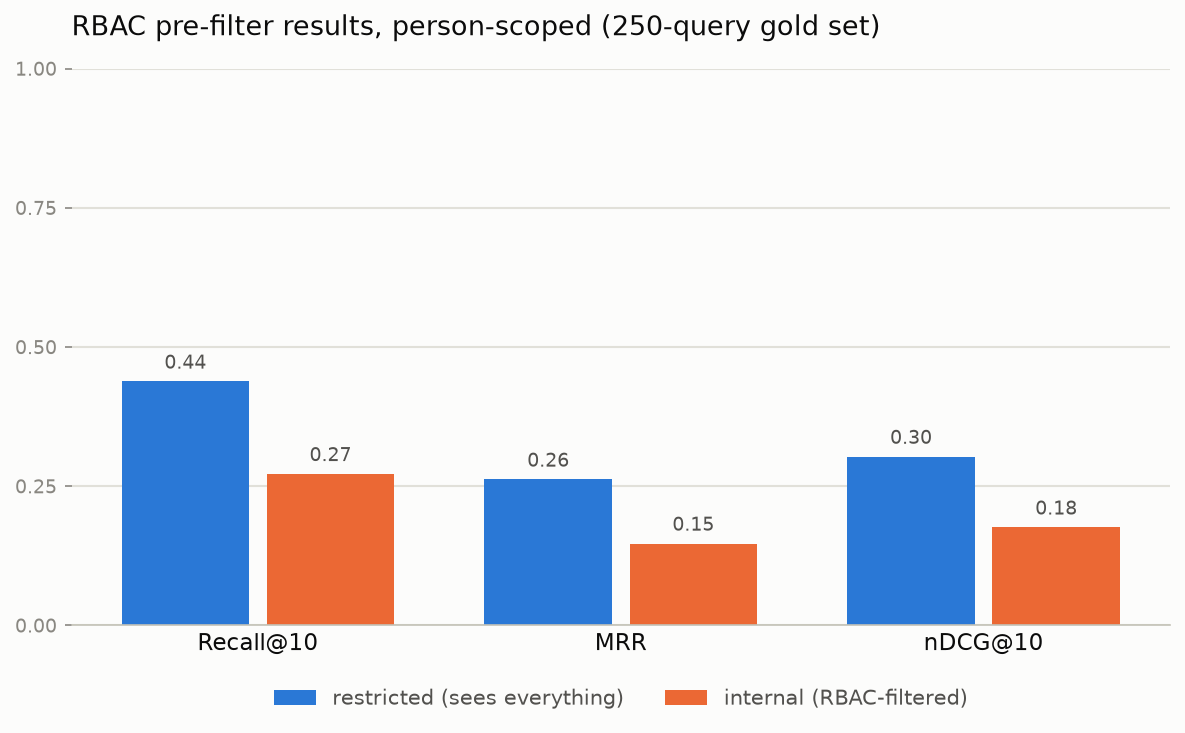 RBAC pre-filter results, person-scoped (250-query gold set)
1.00
0.75
0.50
0.25
0.00
0.44
0.27
0.26
0.15
0.30
0.18
Recall@10
MRR
nDCG@10
restricted (sees everything)
internal (RBAC-filtered)